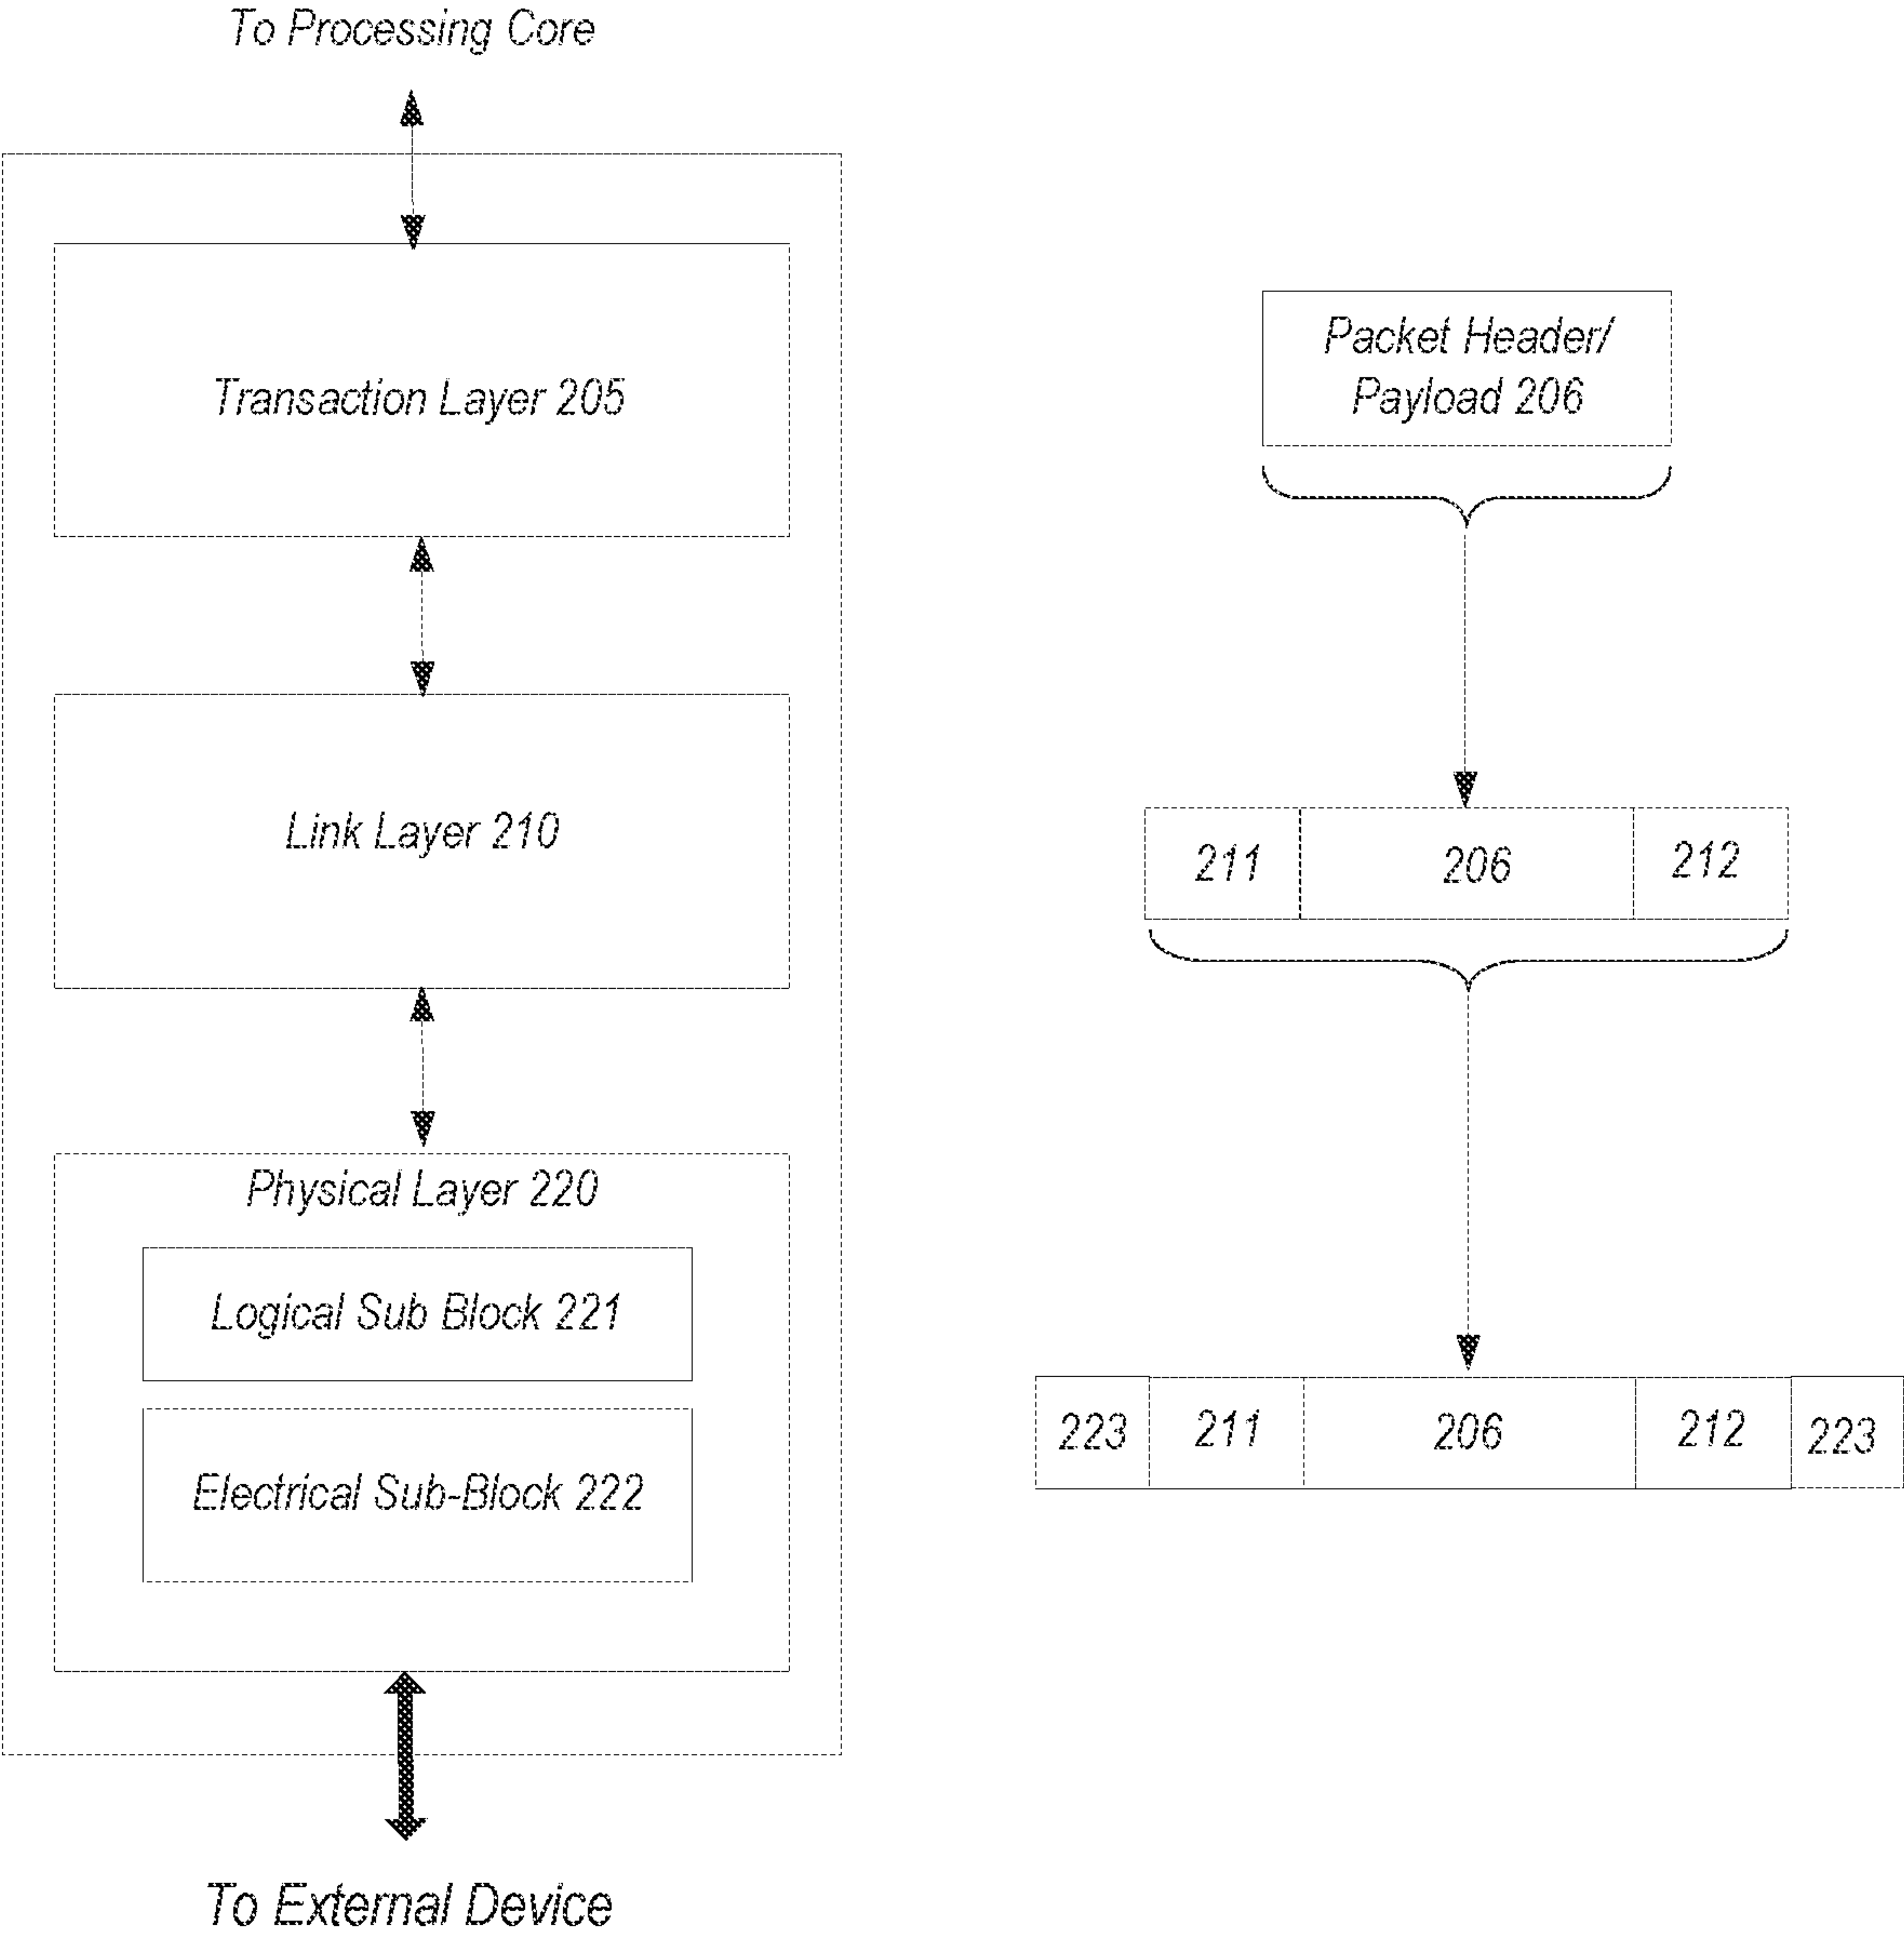 To Processing Core
Transaction Layer 205
Packet Header/
Payload 206
Link Layer 210
211
206
212
Physical Layer 220
Logical Sub Block 221
Electrical Sub-Block 222
223
211
206
212
223
To External Device